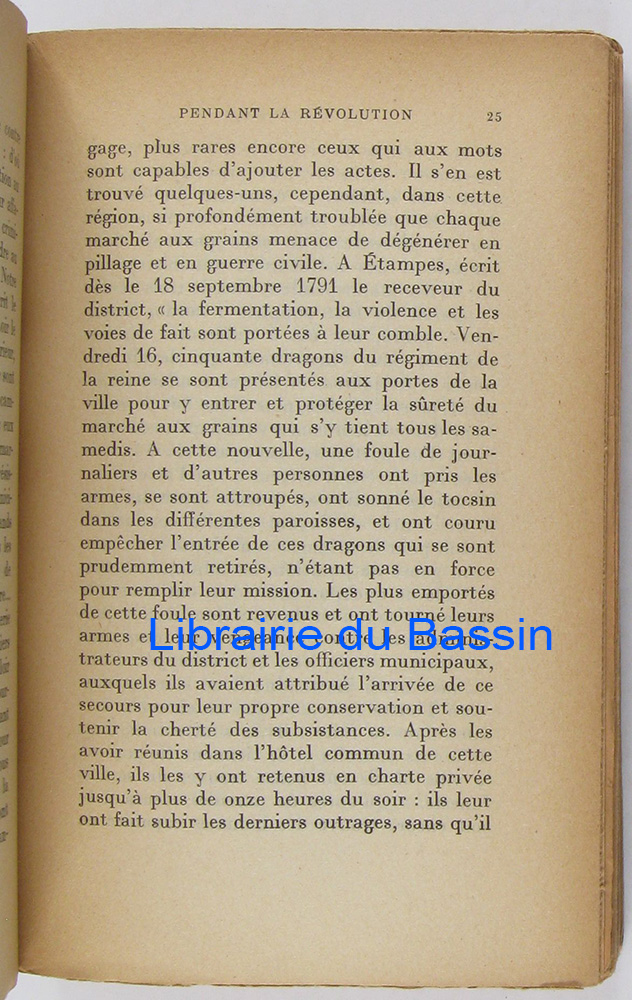 PENDANT LA RÉVOLUTION 25
gage, plus rares encore ceux qui aux mots
sont capables d'ajouter les actes. Il s'en est
trouvé quelques-uns, cependant, dans cette
région, si profondément troublée que chaque
marché aux grains menace de dégénérer en
pillage et en guerre civile. A Étampes, écrit
dès le 18 septembre 1791 le receveur du
district, « la fermentation, la violence et les
voies de fait sont portées à leur comble. Ven-
dredi 16, cinquante dragons du régiment de
la reine se sont présentés aux portes de la
ville pour y entrer et protéger la sûreté du
marché aux grains qui s'y tient tous les sa-
medis. A cette nouvelle, une foule de jour-
naliers et d'autres personnes ont pris les
armes, se sont attroupés, ont sonné le tocsin
dans les différentes paroisses, et ont couru
empêcher l'entrée de ces dragons qui se sont
prudemment retirés, n'étant pas en force
pour remplir leur mission. Les plus emportés
de cette foule sont revenus et ont tourné leurs
armes et leur vengeance contre les adminis-
Librairie du Bassin
trateurs du district et les officiers municipaux,
auxquels ils avaient attribué l'arrivée de ce
secours pour leur propre conservation et sou-
tenir la cherté des subsistances. Après les
avoir réunis dans l'hôtel commun de cette
ville, ils les y ont retenus en charte privée
jusqu'à plus de onze heures du soir : ils leur
ont fait subir les derniers outrages, sans qu'il